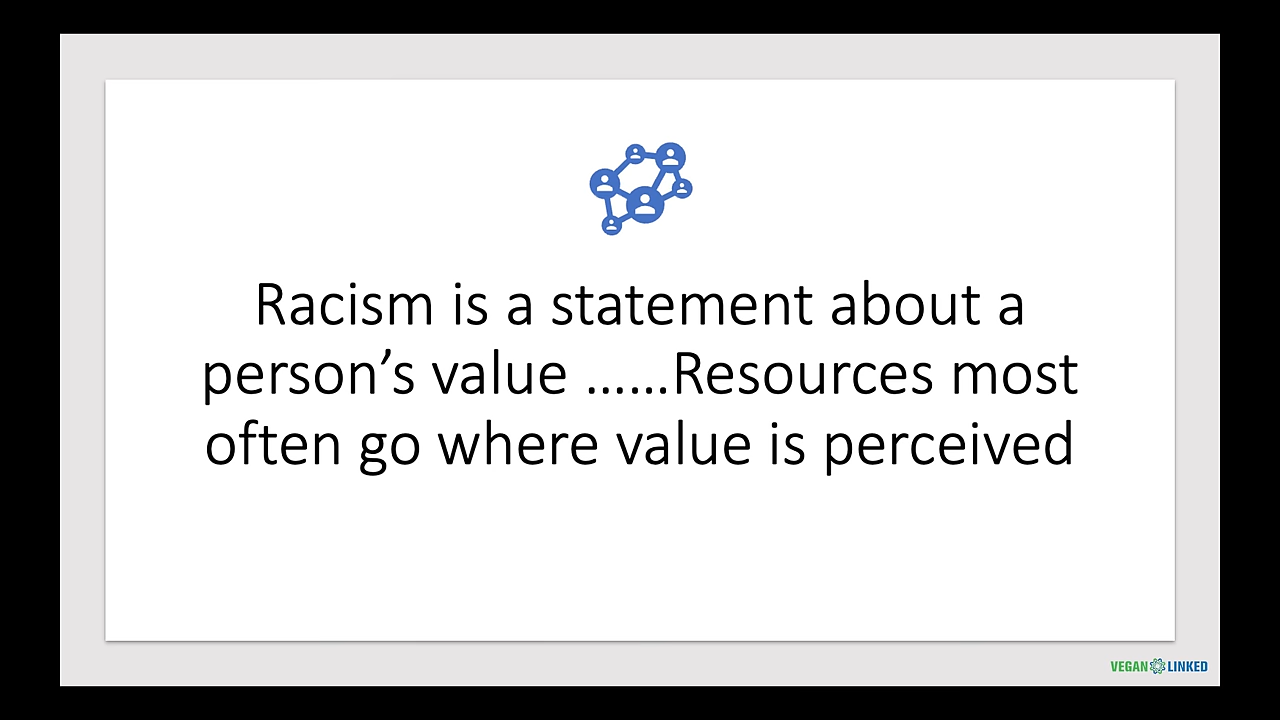 Racism is a statement about a
person’s value ......Resources most
often go where value is perceived
VEGAN LINKED